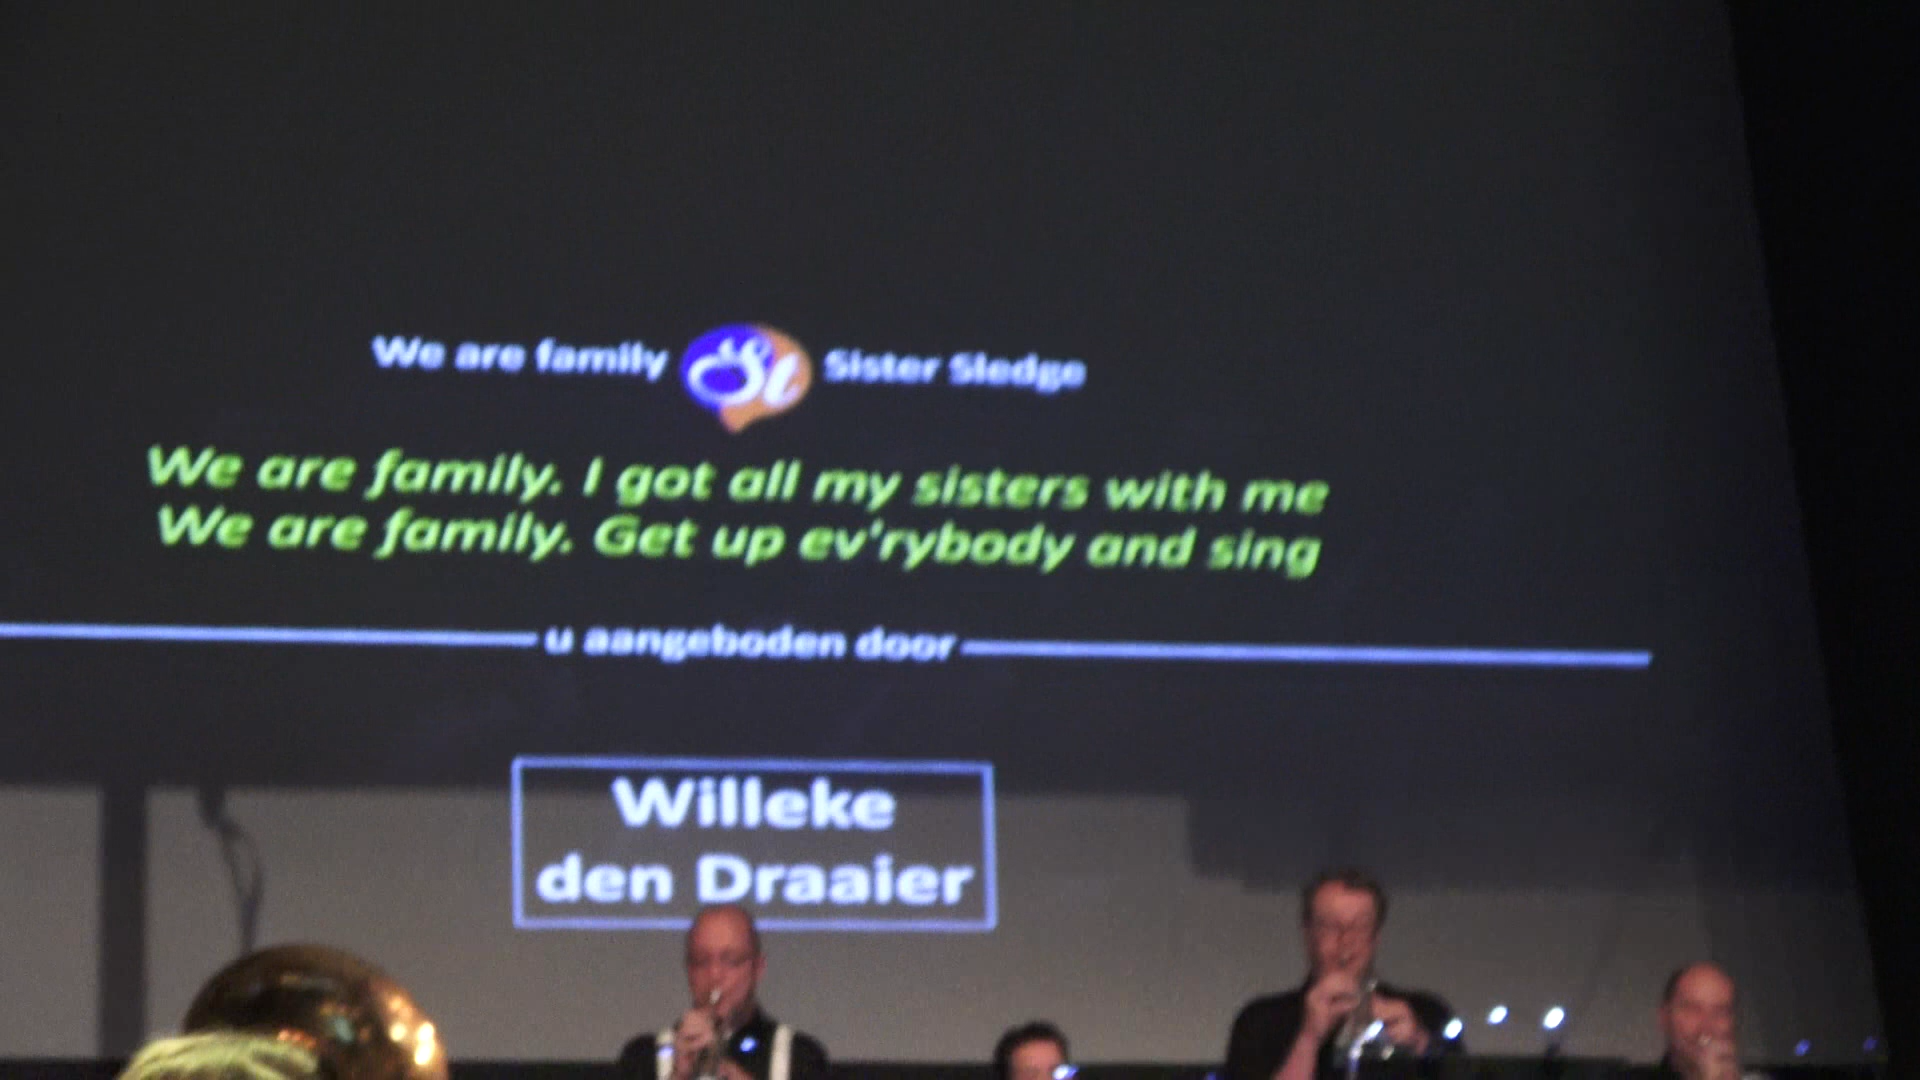 We are family St Sister Sledge
We are family. I got all my sisters with me
We are family. Get up ev'rybody and sing
u aangeboden door
Willeke
den Draaier